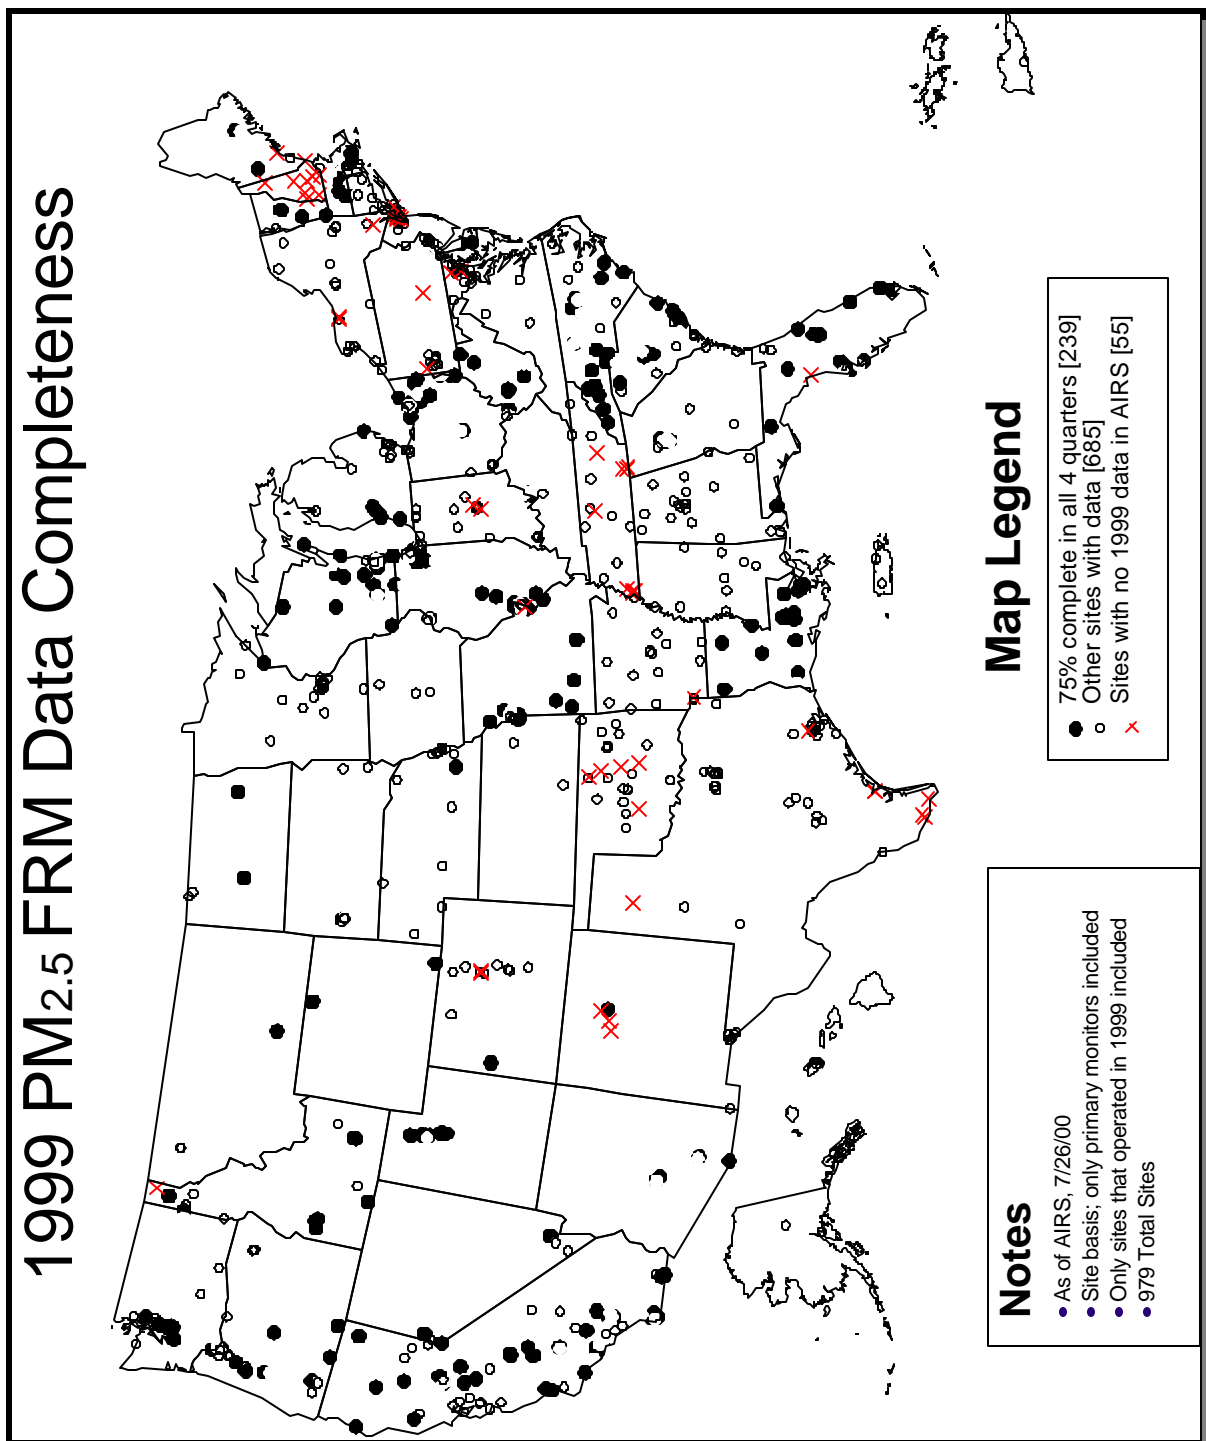 1999 PM2.5 FRM Data Completeness
Map Legend
75% complete in all 4 quarters [239]
Other sites with data [685]
Sites with no 1999 data in AIRS [55]
Notes
• As of AIRS, 7/26/00
• Site basis; only primary monitors included
• Only sites that operated in 1999 included
• 979 Total Sites